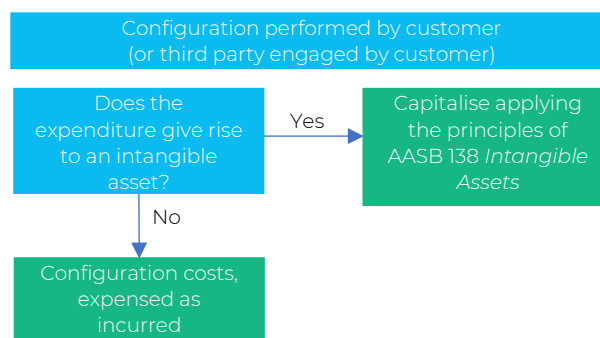 Configuration performed by customer
(or third party engaged by customer)
Does the
expenditure give rise
to an intangible
asset?
Yes
Capitalise applying
the principles of
AASB 138 Intangible
Assets
No
Configuration costs,
expensed as
incurred